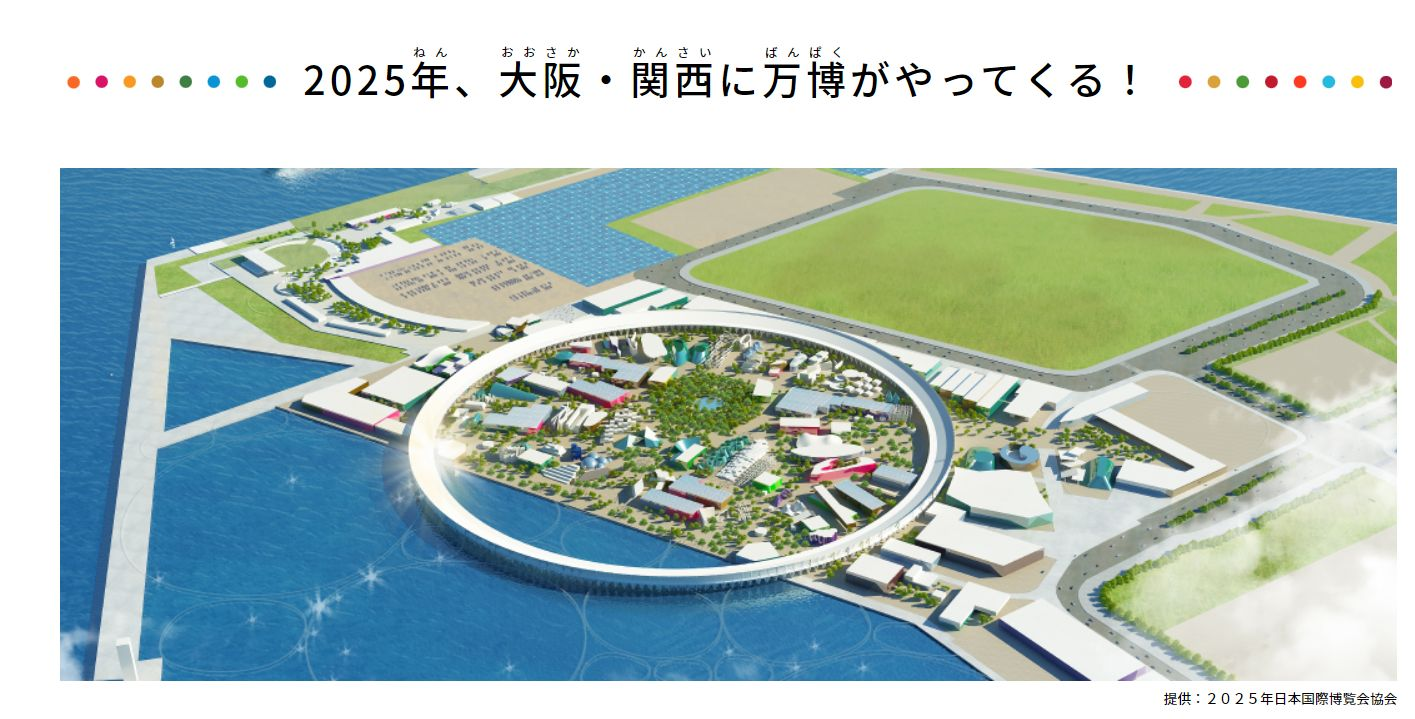 ねん おおさか かんさい ばんぱく
2025年、大阪・関西に万博がやってくる！
提供：２０２５年日本国際博覧会協会